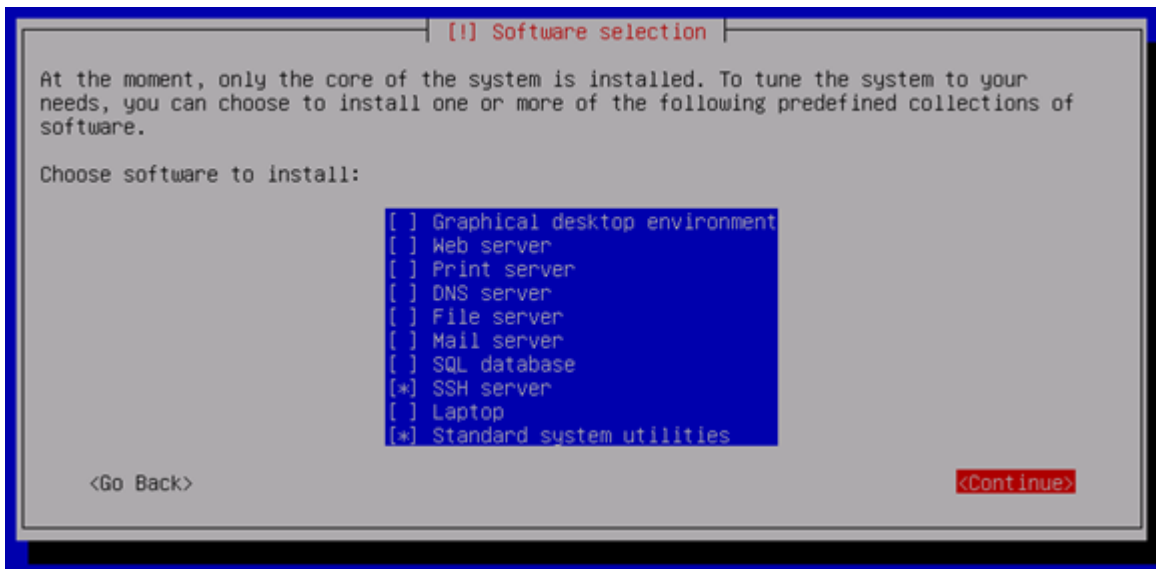 [!] Software selection
At the moment, only the core of the system is installed. To tune the system to your
needs, you can choose to install one or more of the following predefined collections of
software.
Choose software to install:
[ ] Graphical desktop environment
[ ] Web server
[ ] Print server
[ ] DNS server
[ ] File server
[ ] Mail server
[ ] SQL database
[*] SSH server
[ ] Laptop
[*] Standard system utilities
<Go Back> <Continue>